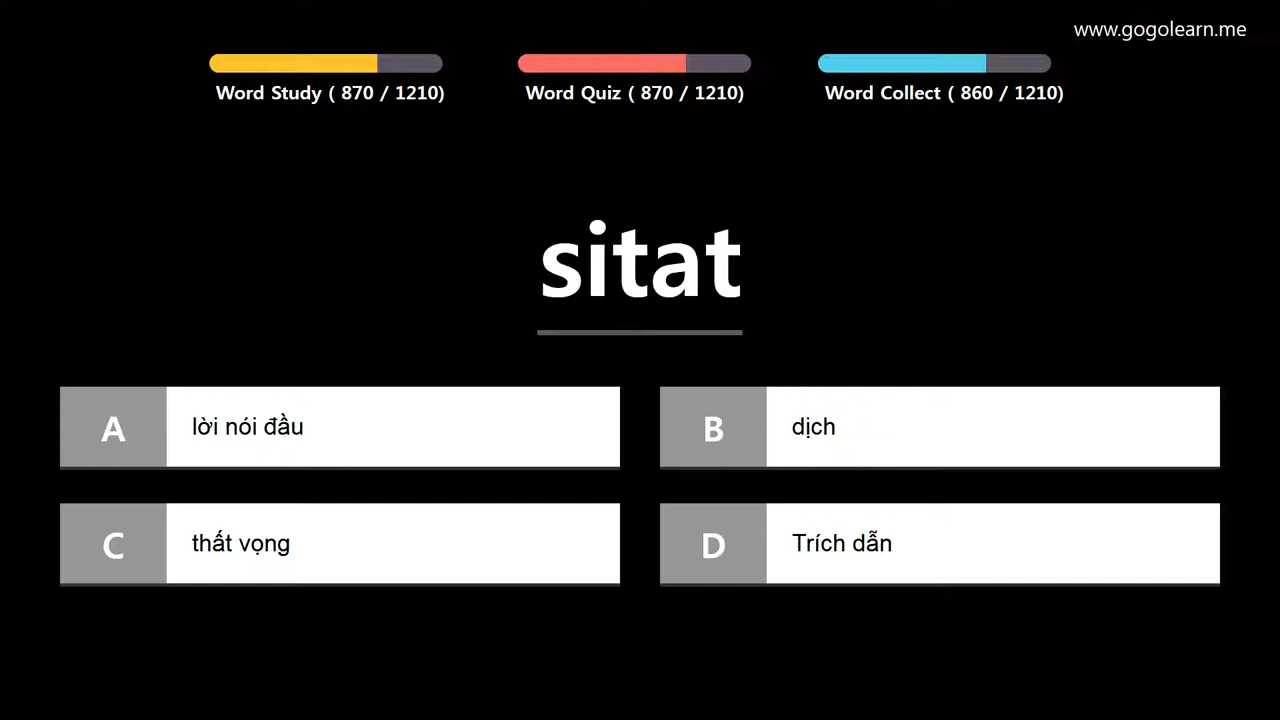 www.gogolearn.me
Word Study ( 870 / 1210)
Word Quiz ( 870 / 1210)
Word Collect ( 860 / 1210)
sitat
A
lời nói đầu
B
dịch
C
thất vọng
D
Trích dẫn